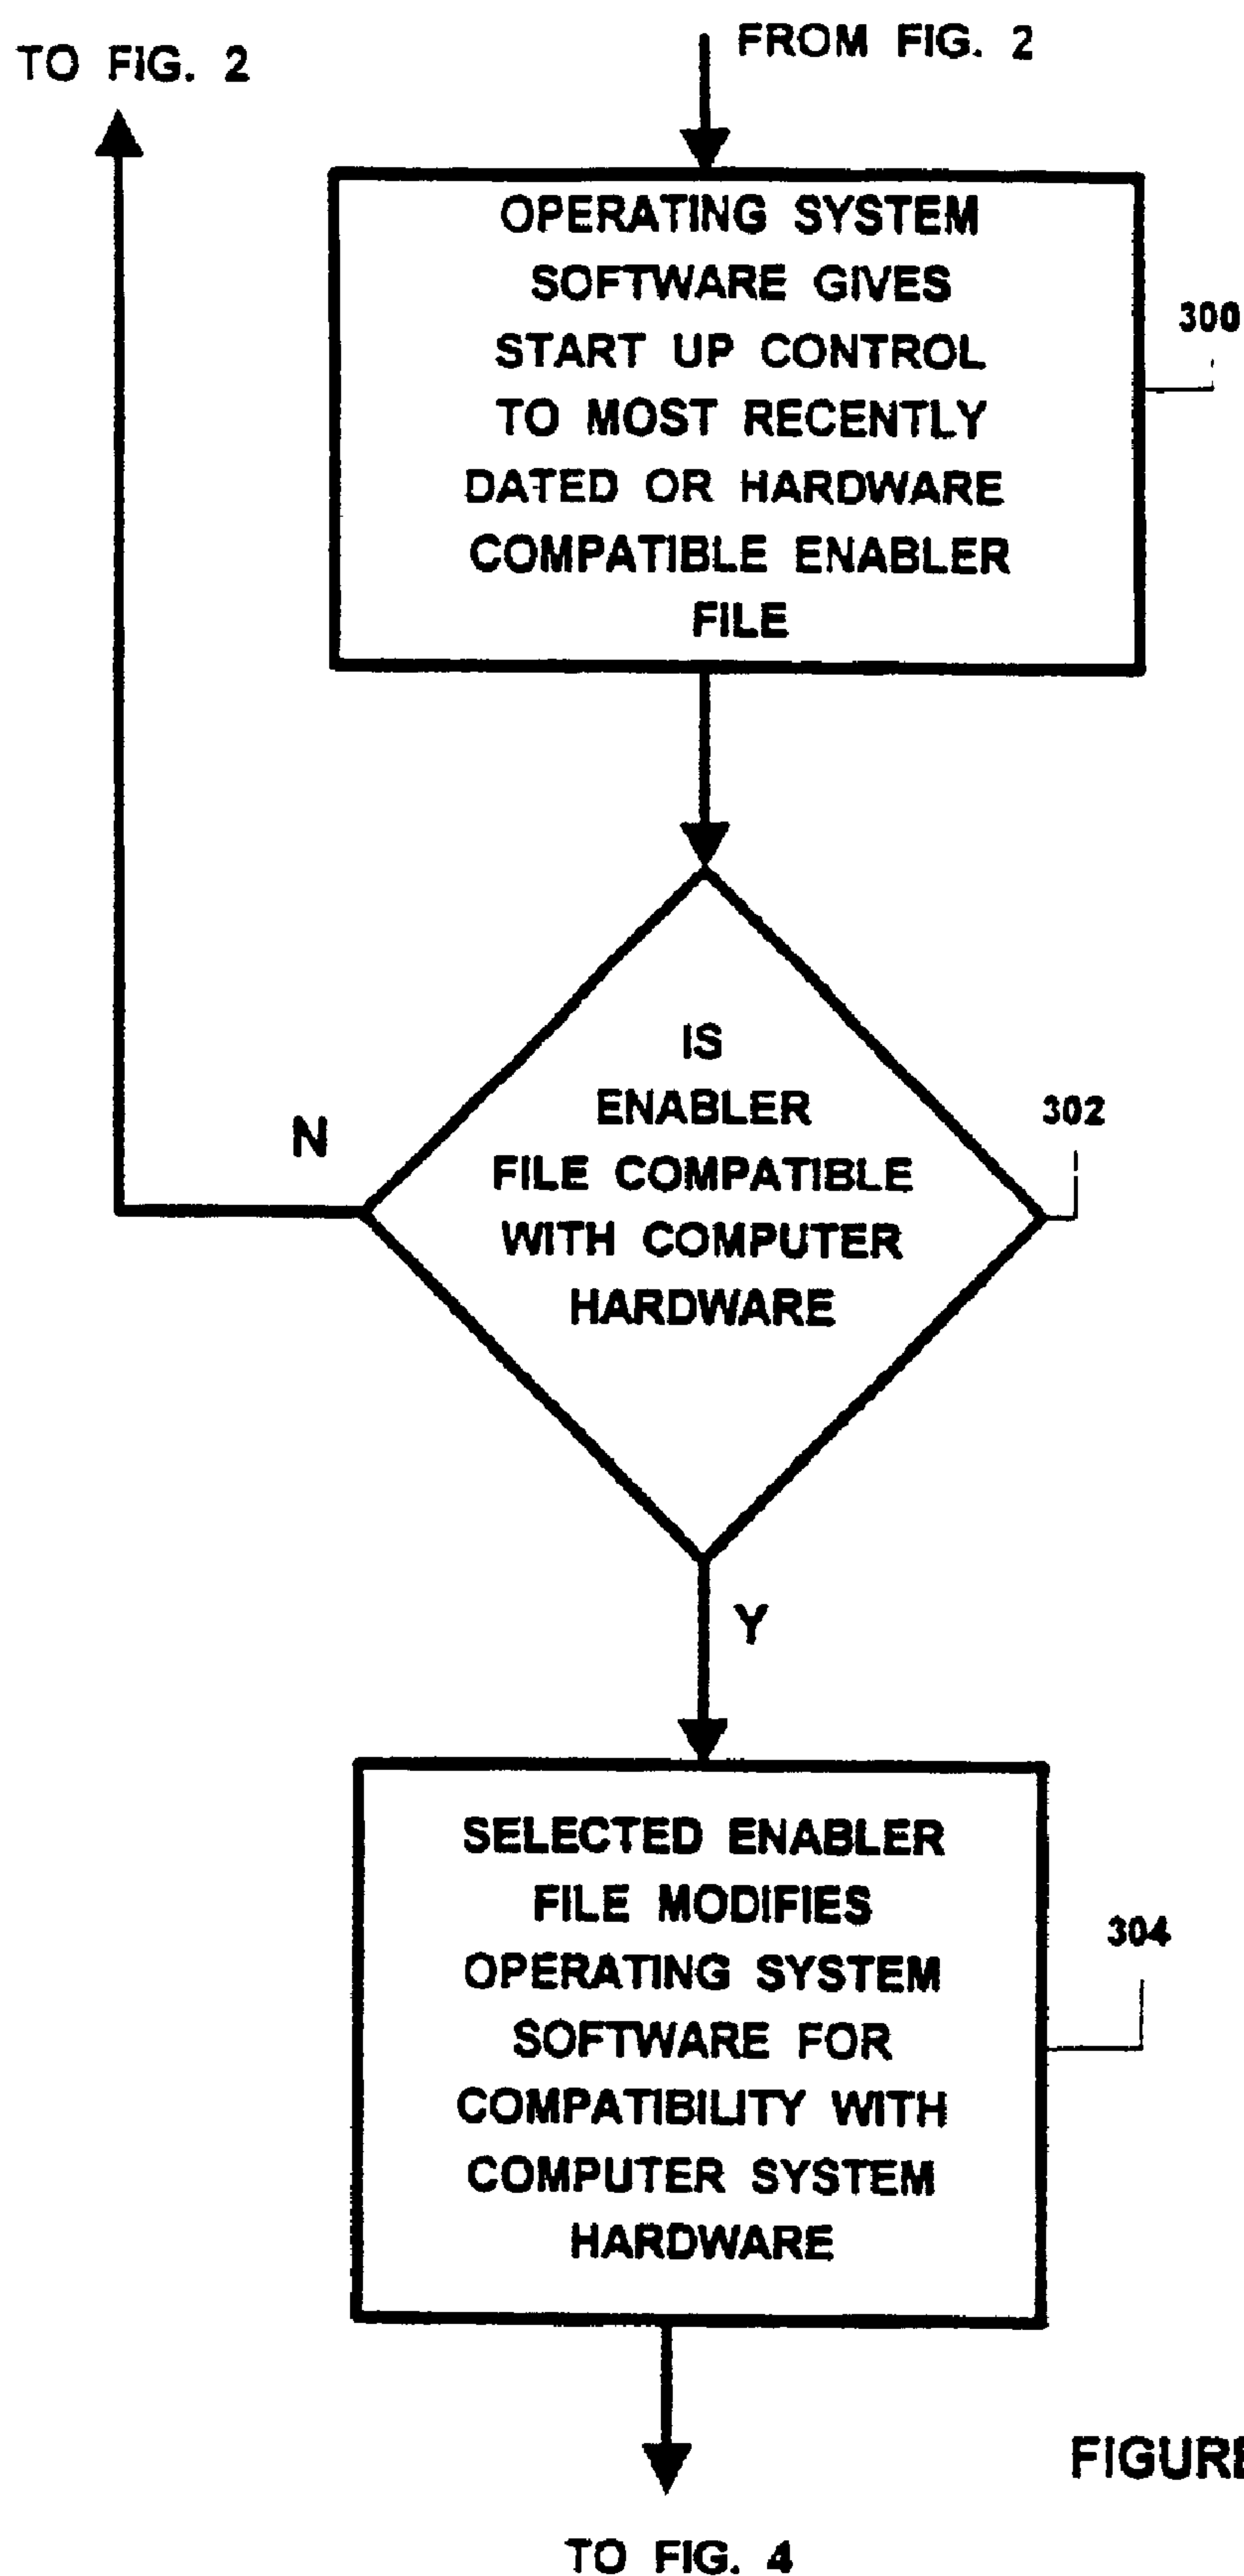 TO FIG. 2
FROM FIG. 2
OPERATING SYSTEM
SOFTWARE GIVES
START UP CONTROL
TO MOST RECENTLY
DATED OR HARDWARE
COMPATIBLE ENABLER
FILE
300
IS
ENABLER
FILE COMPATIBLE
WITH COMPUTER
HARDWARE
302
N
Y
SELECTED ENABLER
FILE MODIFIES
OPERATING SYSTEM
SOFTWARE FOR
COMPATIBILITY WITH
COMPUTER SYSTEM
HARDWARE
304
FIGURE
TO FIG. 4